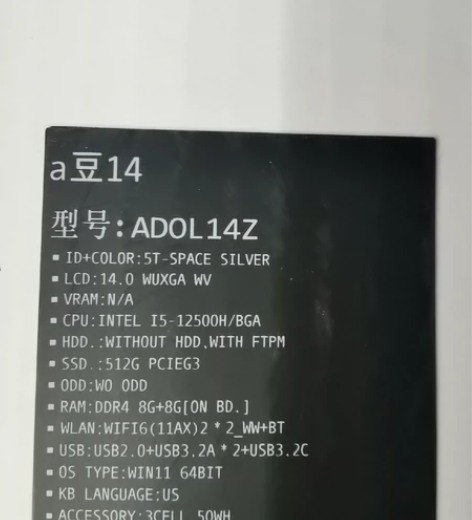 a豆14
型号:ADOL14Z
▪ ID+COLOR:5T-SPACE SILVER
▪ LCD:14.0 WUXGA WV
▪ VRAM:N/A
▪ CPU:INTEL I5-12500H/BGA
▪ HDD.:WITHOUT HDD,WITH FTPM
▪ SSD.:512G PCIEG3
▪ ODD:WO ODD
▪ RAM:DDR4 8G+8G[ON BD.]
▪ WLAN:WIFI6(11AX)2*2_WW+BT
▪ USB:USB2.0+USB3.2A*2+USB3.2C
▪ OS TYPE:WIN11 64BIT
▪ KB LANGUAGE:US
▪ ACCESSORY:3CELL 50WH